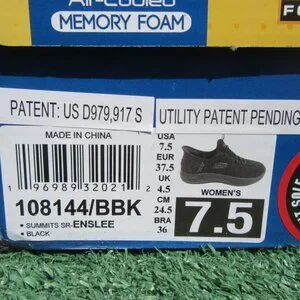 Air-Cooled
MEMORY FOAM
PATENT: US D979,917 S
UTILITY PATENT PENDING
MADE IN CHINA
1 96989 32021 2
108144/BBK
• SUMMITS SR-ENSLEE
• BLACK
USA
7.5
EUR
37.5
UK
4.5
CM
24.5
BRA
36
WOMEN'S
7.5